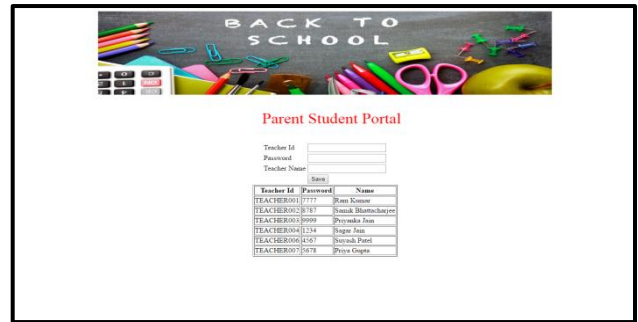 BACK TO
SCHOOL
Parent Student Portal
Teacher Id
Password
Teacher Name
Save
Teacher Id Password Name
TEACHER001 7777 Ram Kumar
TEACHER002 8787 Samik Bhattacharjee
TEACHER003 9999 Priyanka Jain
TEACHER004 1234 Sagar Jain
TEACHER006 4567 Suyash Patel
TEACHER007 5678 Priya Gupta